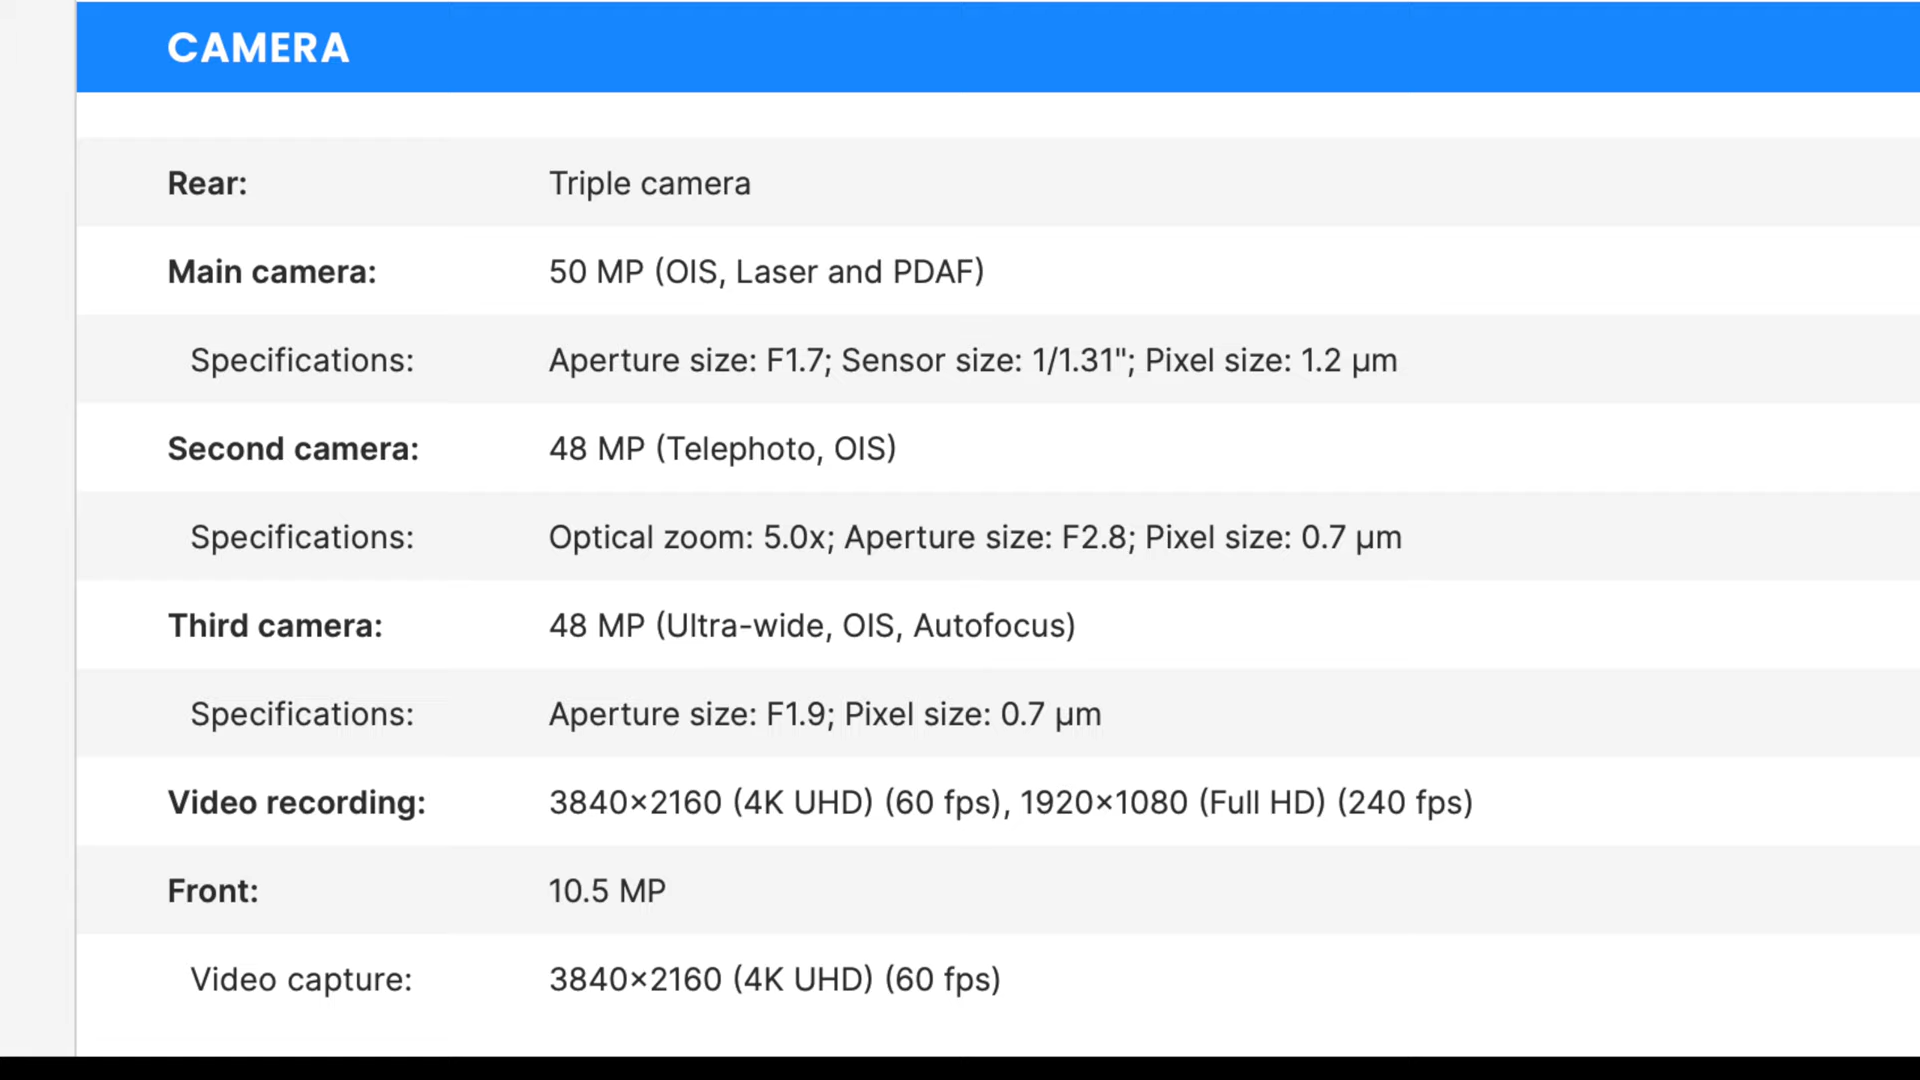 CAMERA
Rear: Triple camera
Main camera: 50 MP (OIS, Laser and PDAF)
Specifications: Aperture size: F1.7; Sensor size: 1/1.31"; Pixel size: 1.2 μm
Second camera: 48 MP (Telephoto, OIS)
Specifications: Optical zoom: 5.0x; Aperture size: F2.8; Pixel size: 0.7 μm
Third camera: 48 MP (Ultra-wide, OIS, Autofocus)
Specifications: Aperture size: F1.9; Pixel size: 0.7 μm
Video recording: 3840×2160 (4K UHD) (60 fps), 1920×1080 (Full HD) (240 fps)
Front: 10.5 MP
Video capture: 3840×2160 (4K UHD) (60 fps)